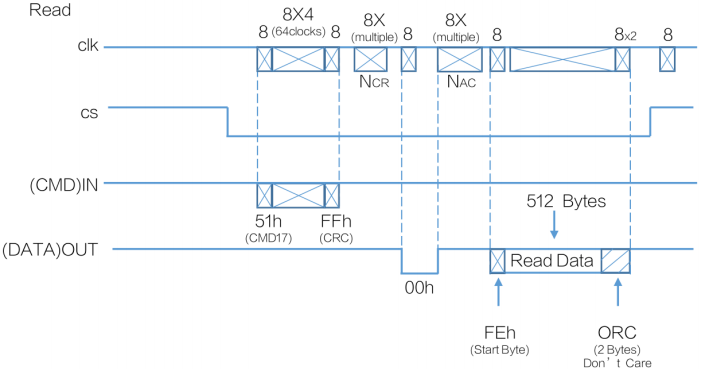 Read
8X4
8X
8X
8 (64clocks) 8
(multiple) 8
(multiple) 8
8x2
8
clk
NCR
NAC
cs
(CMD)IN
512 Bytes
51h
FFh
(CMD17)
(CRC)
(DATA)OUT
Read Data
00h
FEh
ORC
(Start Byte)
(2 Bytes)
Don't Care